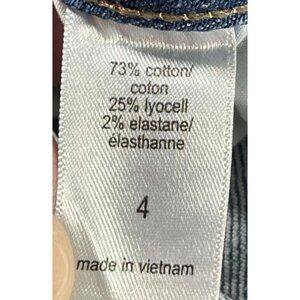 73% cotton/
coton
25% lyocell
2% elastane/
élasthanne
4
made in vietnam